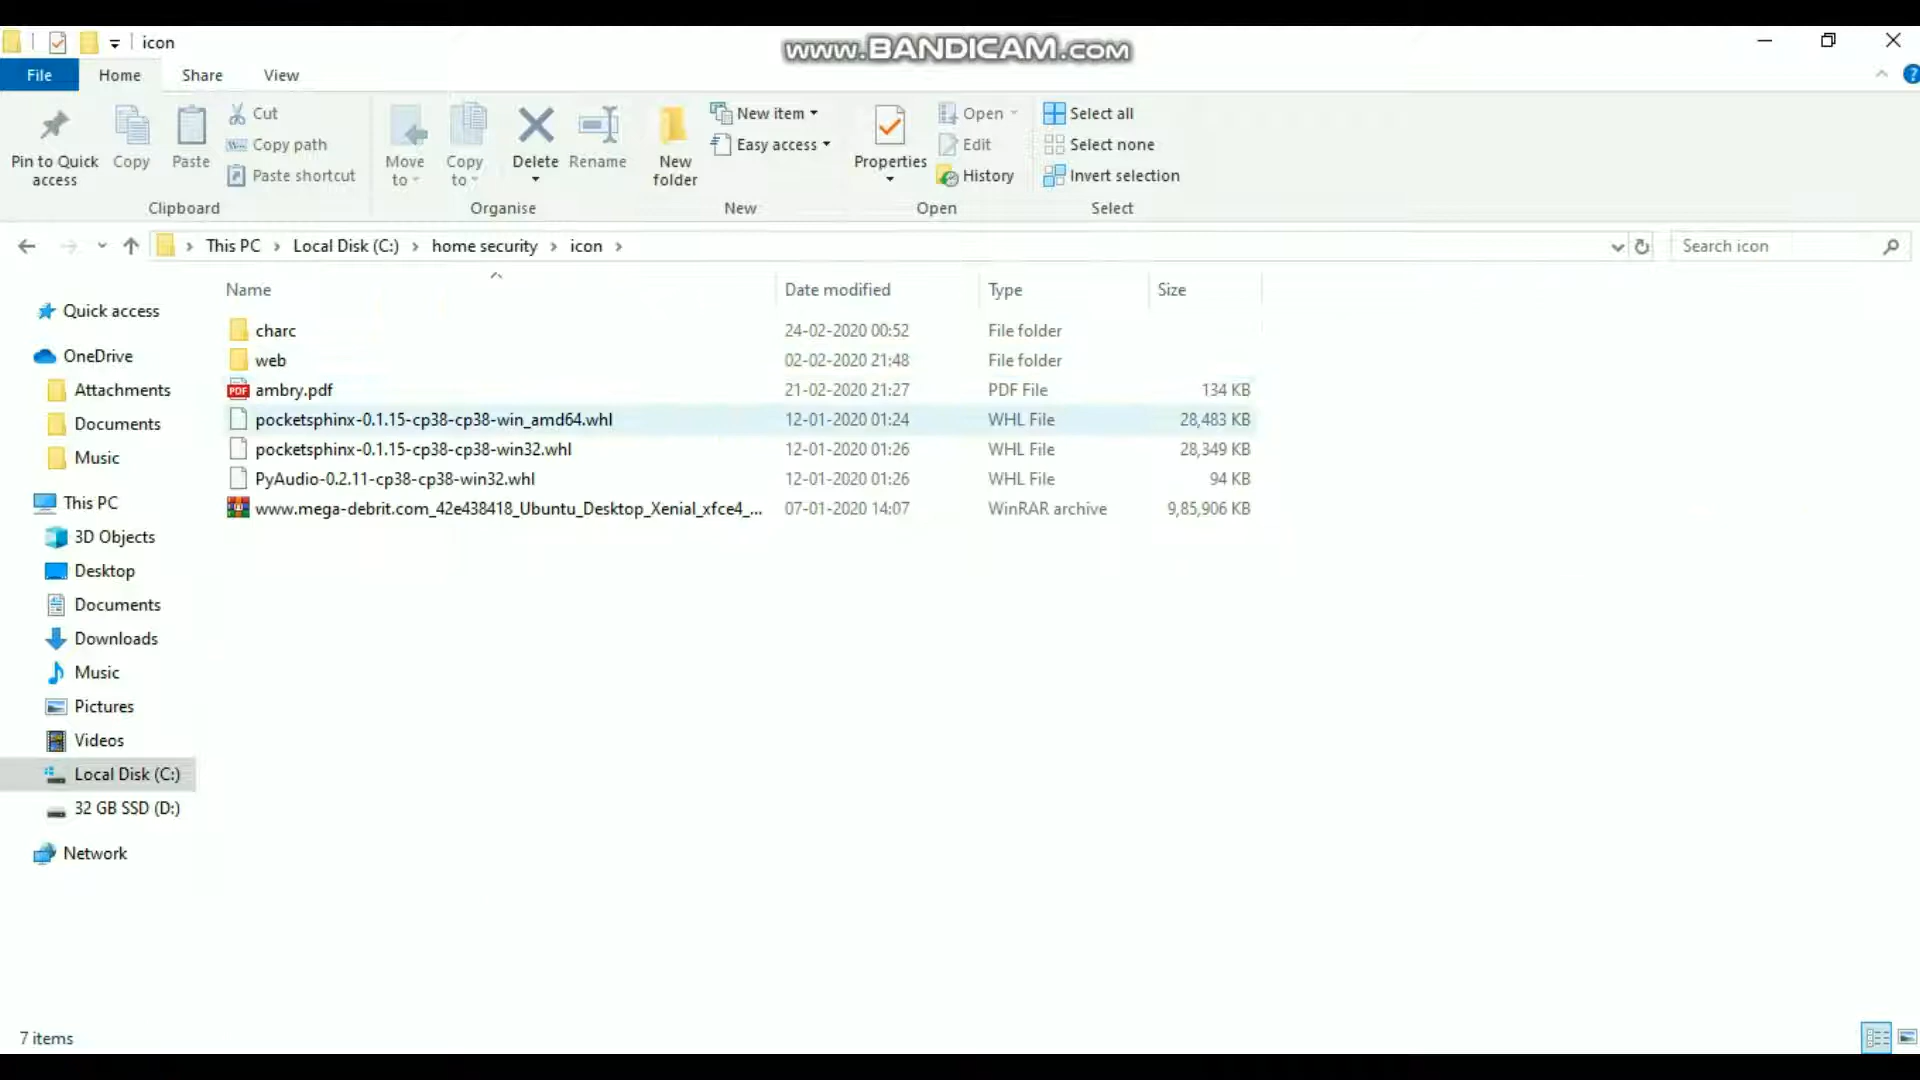 icon
www.BANDICAM.com
File
Home
Share
View
Pin to Quick access
Copy
Paste
Cut
Copy path
Paste shortcut
Clipboard
Move to
Copy to
Delete
Rename
Organise
New folder
New item
Easy access
New
Properties
Open
Edit
History
Open
Select all
Select none
Invert selection
Select
This PC > Local Disk (C:) > home security > icon >
Search icon
Name Date modified Type Size
charc 24-02-2020 00:52 File folder
web 02-02-2020 21:48 File folder
PDF ambry.pdf 21-02-2020 21:27 PDF File 134 KB
pocketsphinx-0.1.15-cp38-cp38-win_amd64.whl 12-01-2020 01:24 WHL File 28,483 KB
pocketsphinx-0.1.15-cp38-cp38-win32.whl 12-01-2020 01:26 WHL File 28,349 KB
PyAudio-0.2.11-cp38-cp38-win32.whl 12-01-2020 01:26 WHL File 94 KB
www.mega-debrit.com_42e438418_Ubuntu_Desktop_Xenial_xfce4_... 07-01-2020 14:07 WinRAR archive 9,85,906 KB
Quick access
OneDrive
Attachments
Documents
Music
This PC
3D Objects
Desktop
Documents
Downloads
Music
Pictures
Videos
Local Disk (C:)
32 GB SSD (D:)
Network
7 items